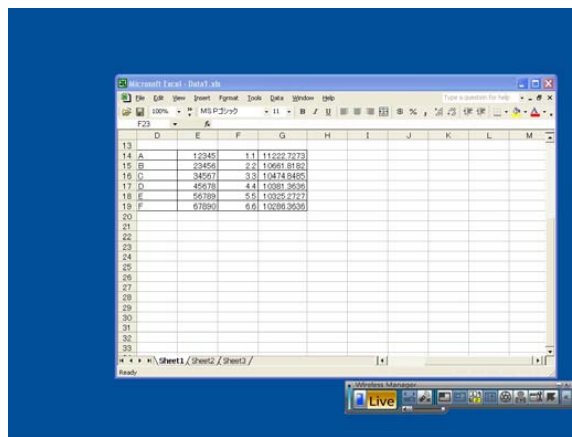 Microsoft Excel - Data1.xls
File Edit View Insert Format Tools Data Window Help Type a question for help
100% MS Pゴシック 11 B I U $ % ,
F23 fx
D E F G H I J K L M
13
14 A 12345 1.1 11222.7273
15 B 23456 2.2 10661.8182
16 C 34567 3.3 10474.8485
17 D 45678 4.4 10381.3636
18 E 56789 5.5 10325.2727
19 F 67890 6.6 10286.3636
20
21
22
23
24
25
26
27
28
29
30
31
32
33
Sheet1 / Sheet2 / Sheet3 /
Ready
Wireless Manager
Live